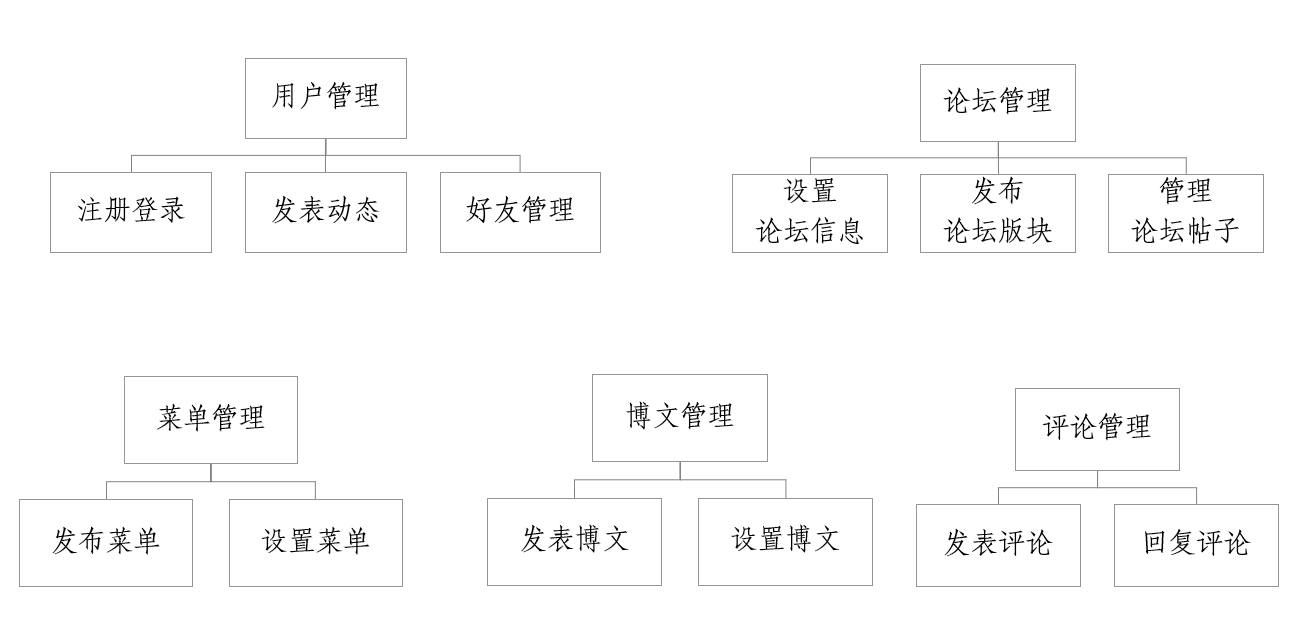 用户管理
注册登录
发表动态
好友管理
论坛管理
设置
论坛信息
发布
论坛版块
管理
论坛帖子
菜单管理
发布菜单
设置菜单
博文管理
发表博文
设置博文
评论管理
发表评论
回复评论